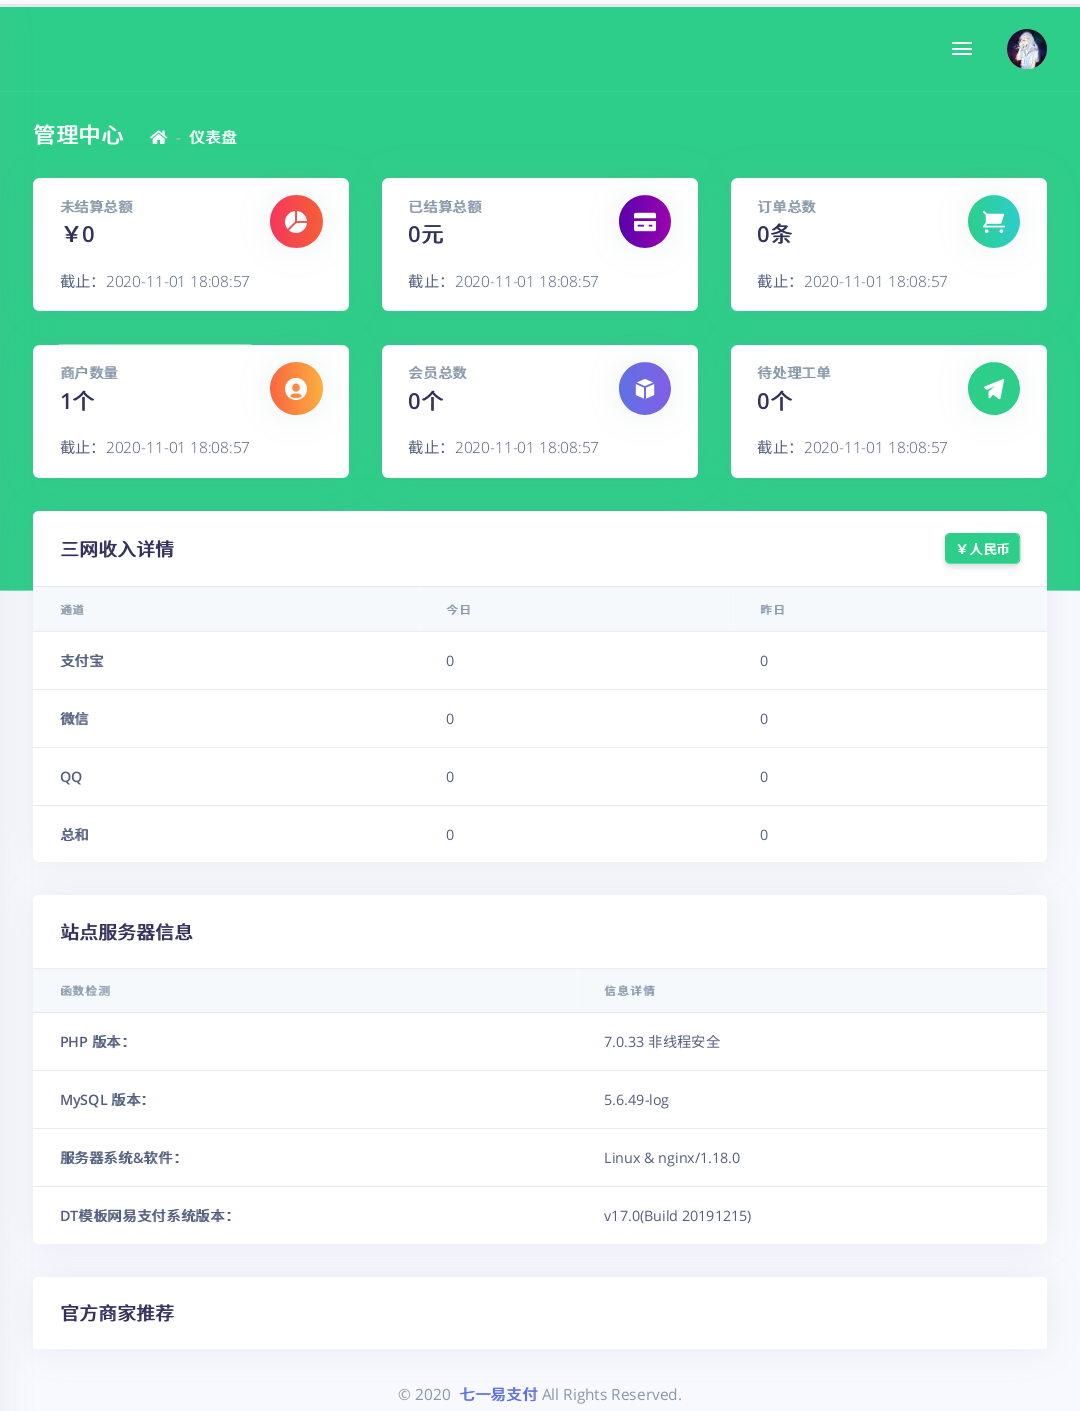 管理中心 - 仪表盘
未结算总额
￥0
截止：2020-11-01 18:08:57
已结算总额
0元
截止：2020-11-01 18:08:57
订单总数
0条
截止：2020-11-01 18:08:57
商户数量
1个
截止：2020-11-01 18:08:57
会员总数
0个
截止：2020-11-01 18:08:57
待处理工单
0个
截止：2020-11-01 18:08:57
三网收入详情 ￥人民币
通道 今日 昨日
支付宝 0 0
微信 0 0
QQ 0 0
总和 0 0
站点服务器信息
函数检测 信息详情
PHP 版本： 7.0.33 非线程安全
MySQL 版本： 5.6.49-log
服务器系统&软件： Linux & nginx/1.18.0
DT模板网易支付系统版本： v17.0(Build 20191215)
官方商家推荐
© 2020 七一易支付 All Rights Reserved.